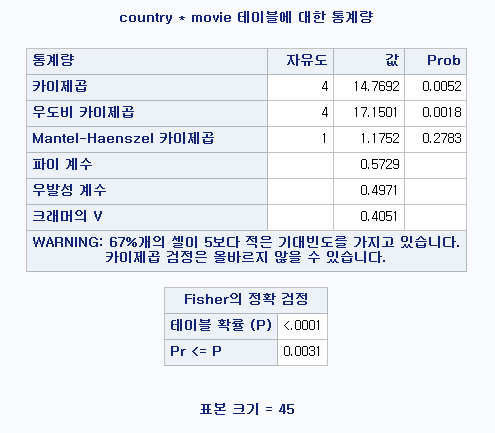 country * movie 테이블에 대한 통계량
통계량 자유도 값 Prob
카이제곱 4 14.7692 0.0052
우도비 카이제곱 4 17.1501 0.0018
Mantel-Haenszel 카이제곱 1 1.1752 0.2783
파이 계수 0.5729
우발성 계수 0.4971
크래머의 V 0.4051
WARNING: 67%개의 셀이 5보다 적은 기대빈도를 가지고 있습니다.
카이제곱 검정은 올바르지 않을 수 있습니다.
Fisher의 정확 검정
테이블 확률 (P) <.0001
Pr <= P 0.0031
표본 크기 = 45